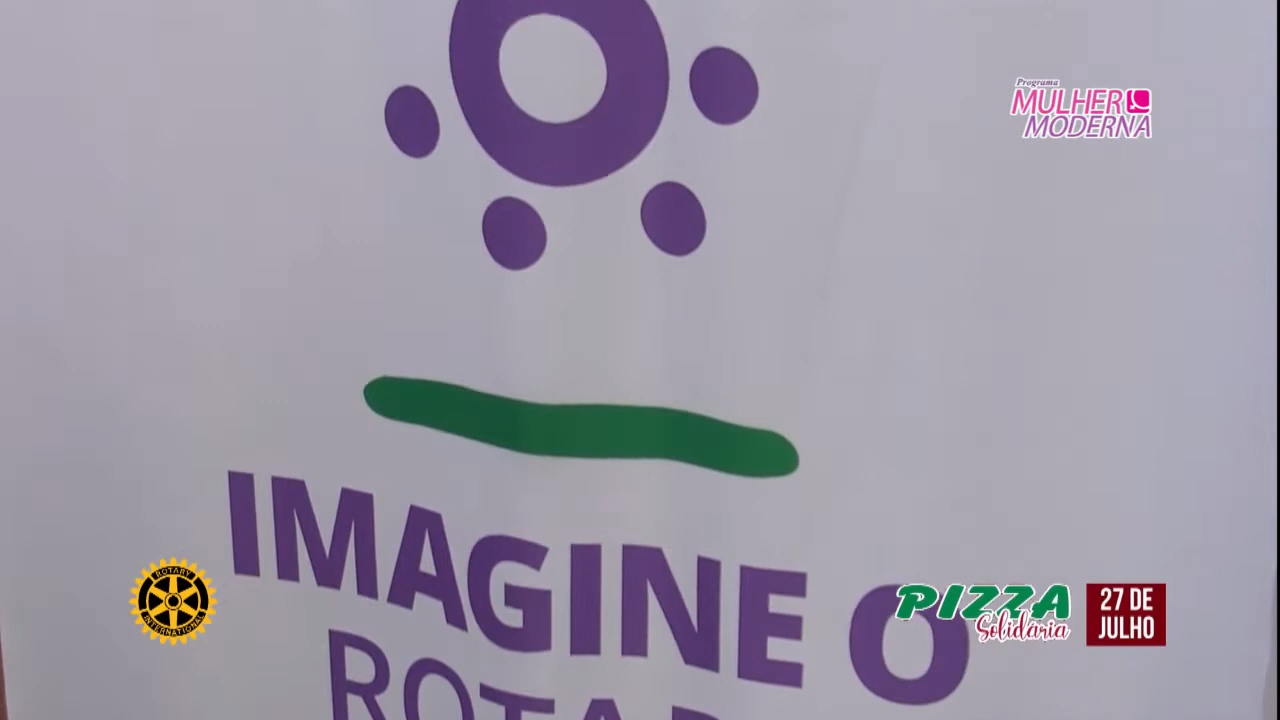 Programa
MULHER
MODERNA
IMAGINE O
ROTARY
INTERNATIONAL
PIZZA
Solidária
27 DE
JULHO